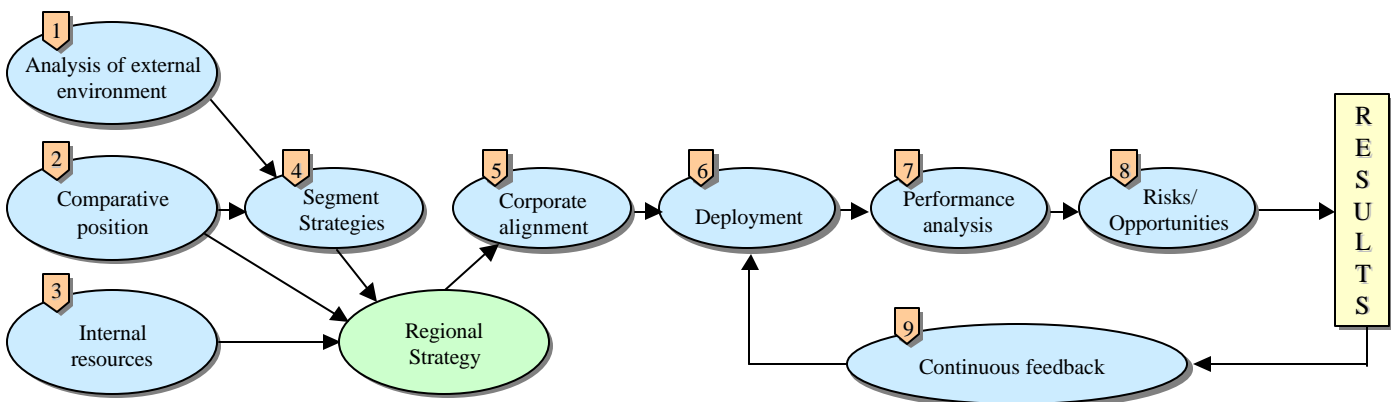 1
Analysis of external
environment
2
Comparative
position
3
Internal
resources
4
Segment
Strategies
Regional
Strategy
5
Corporate
alignment
6
Deployment
7
Performance
analysis
8
Risks/
Opportunities
R
E
S
U
L
T
S
9
Continuous feedback